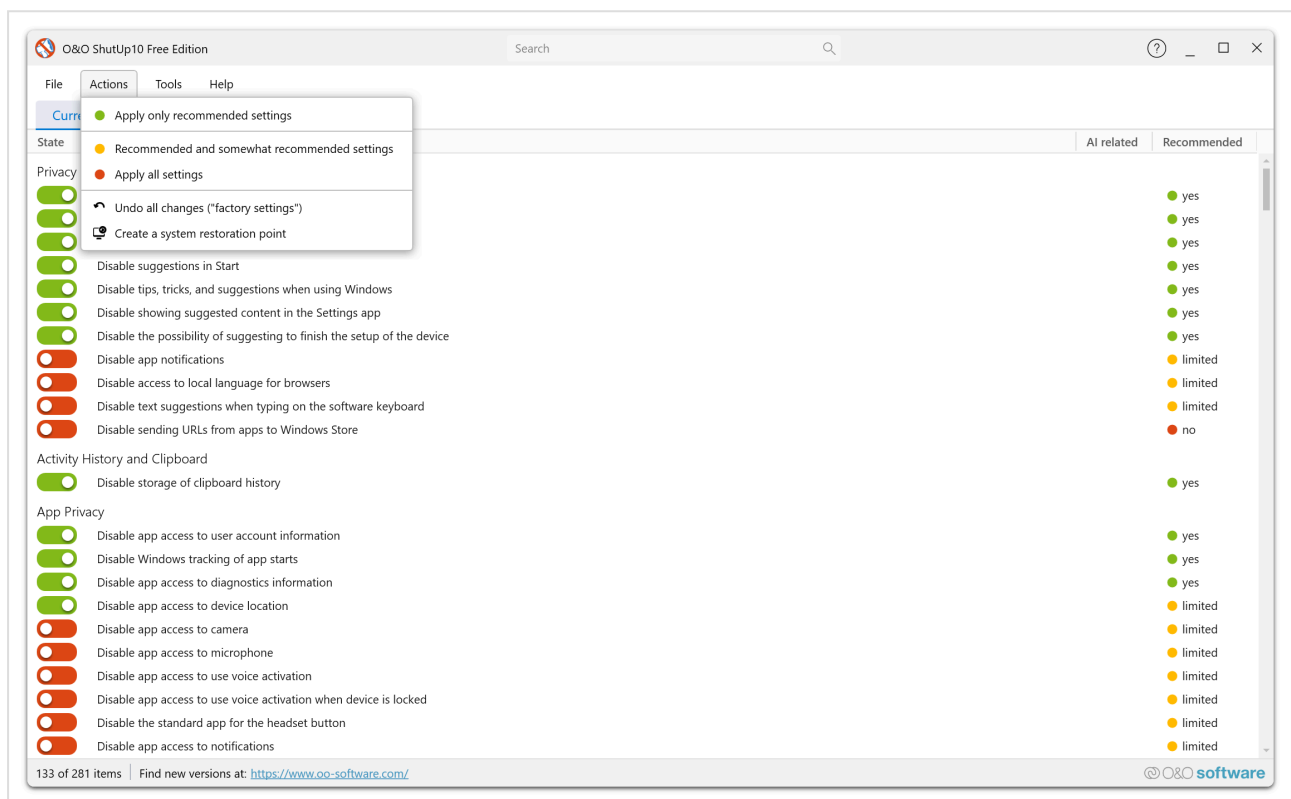 O&O ShutUp10 Free Edition Search ?
File Actions Tools Help
Curre
Apply only recommended settings
State AI related Recommended
Recommended and somewhat recommended settings
Privacy
Apply all settings
yes
Undo all changes ("factory settings")
yes
Create a system restoration point
yes
Disable suggestions in Start yes
Disable tips, tricks, and suggestions when using Windows yes
Disable showing suggested content in the Settings app yes
Disable the possibility of suggesting to finish the setup of the device yes
Disable app notifications limited
Disable access to local language for browsers limited
Disable text suggestions when typing on the software keyboard limited
Disable sending URLs from apps to Windows Store no
Activity History and Clipboard
Disable storage of clipboard history yes
App Privacy
Disable app access to user account information yes
Disable Windows tracking of app starts yes
Disable app access to diagnostics information yes
Disable app access to device location limited
Disable app access to camera limited
Disable app access to microphone limited
Disable app access to use voice activation limited
Disable app access to use voice activation when device is locked limited
Disable the standard app for the headset button limited
Disable app access to notifications limited
133 of 281 items Find new versions at: https://www.oo-software.com/ O&O software